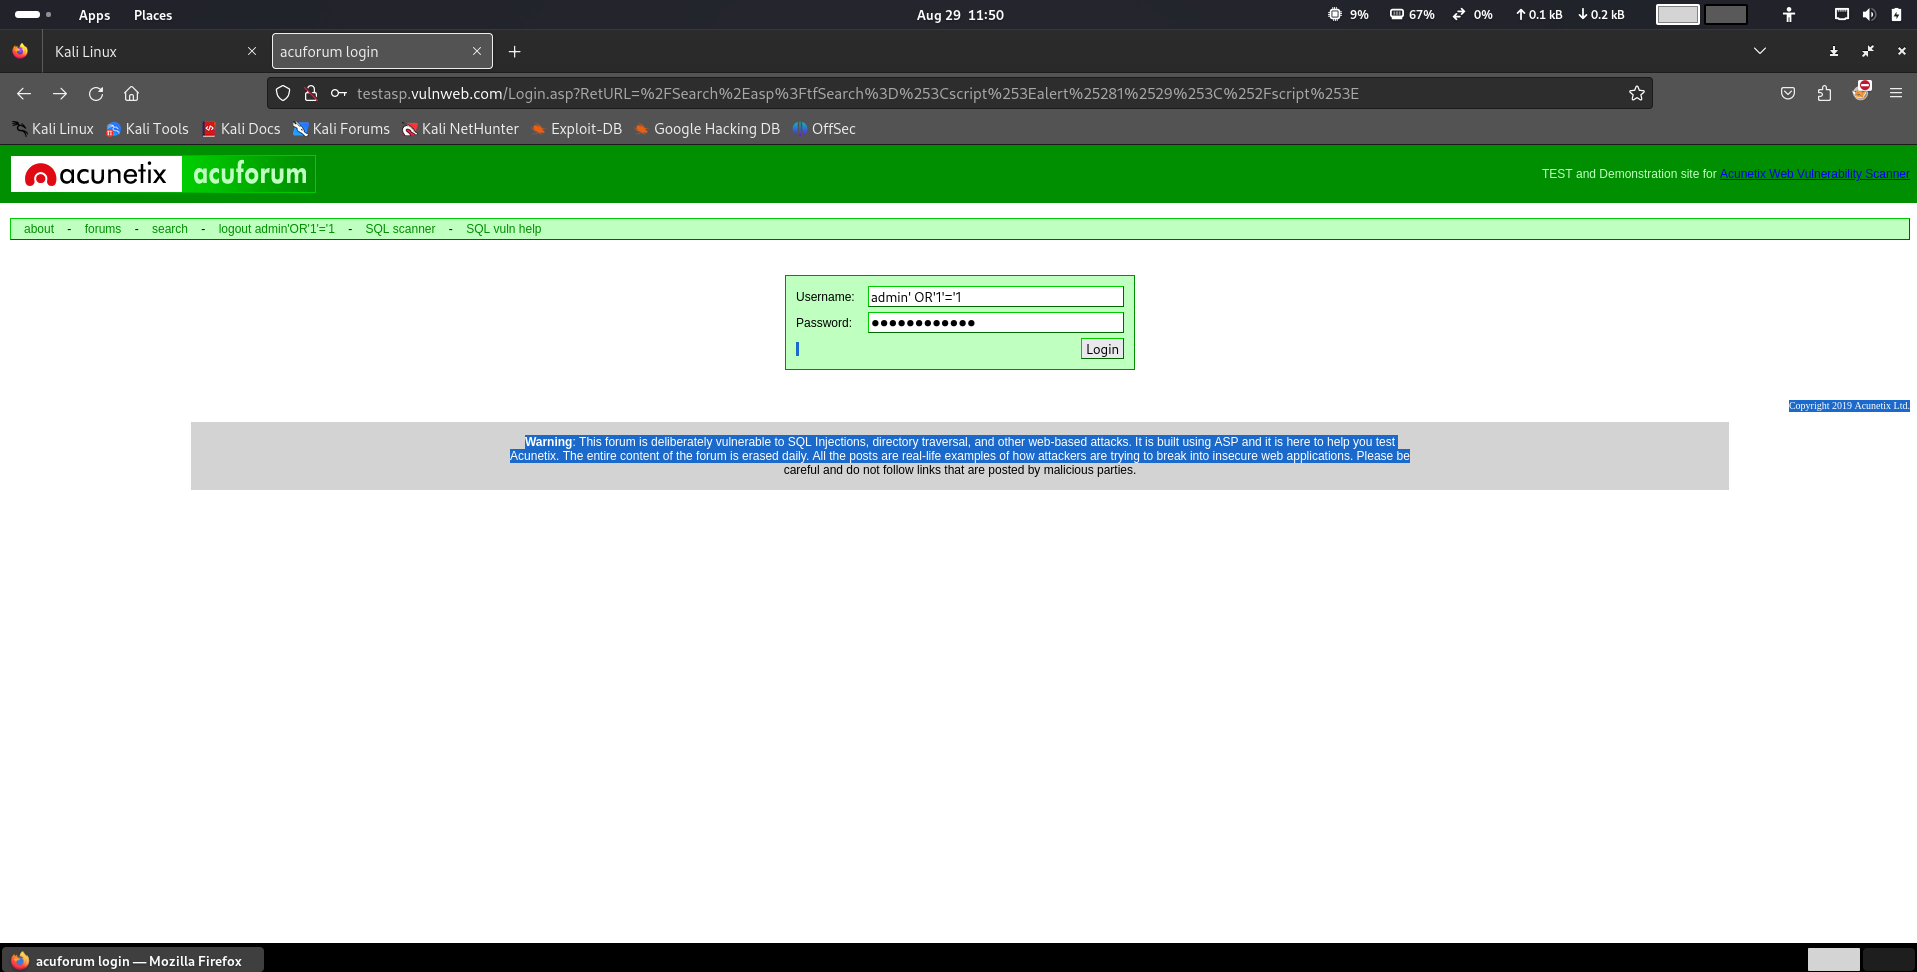 Apps Places Aug 29 11:50 9% 67% 0% 0.1 kB 0.2 kB
Kali Linux acuforum login
testasp.vulnweb.com/Login.asp?RetURL=%2FSearch%2Easp%3FtfSearch%3D%253Cscript%253Ealert%25281%2529%253C%252Fscript%253E
Kali Linux Kali Tools Kali Docs Kali Forums Kali NetHunter Exploit-DB Google Hacking DB OffSec
acunetix acuforum TEST and Demonstration site for Acunetix Web Vulnerability Scanner
about - forums - search - logout admin'OR'1'='1 - SQL scanner - SQL vuln help
Username: admin' OR'1'='1
Password: ●●●●●●●●●●●●
Login
Copyright 2019 Acunetix Ltd.
Warning: This forum is deliberately vulnerable to SQL Injections, directory traversal, and other web-based attacks. It is built using ASP and it is here to help you test
Acunetix. The entire content of the forum is erased daily. All the posts are real-life examples of how attackers are trying to break into insecure web applications. Please be
careful and do not follow links that are posted by malicious parties.
acuforum login — Mozilla Firefox